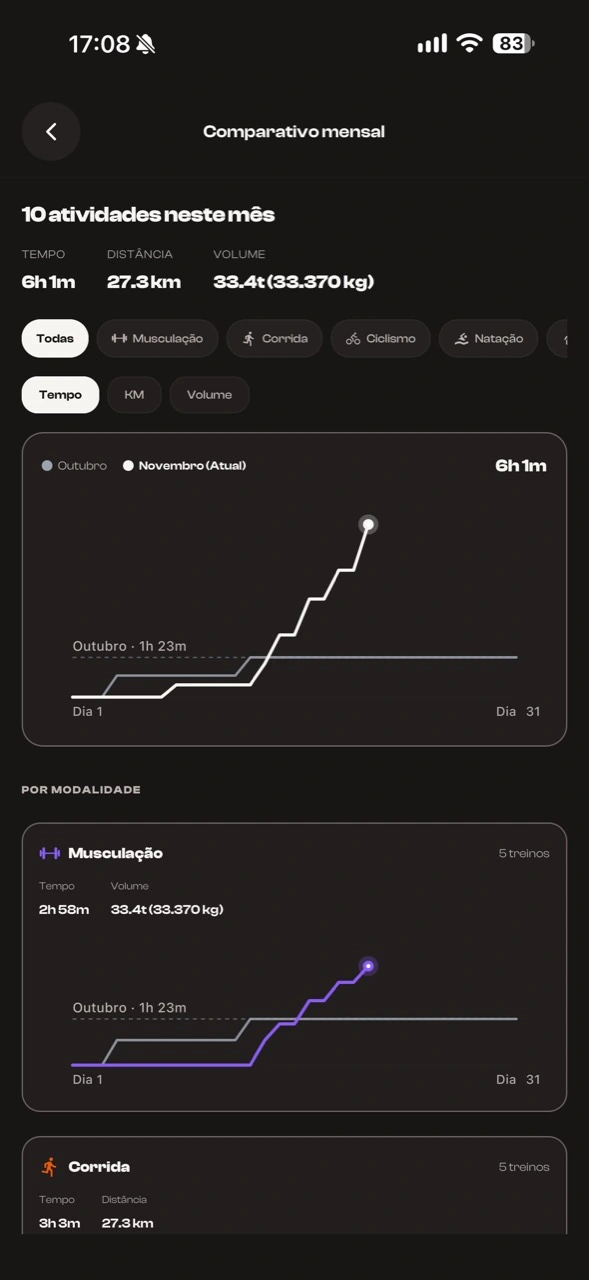 17:08
83
Comparativo mensal
10 atividades neste mês
TEMPO DISTÂNCIA VOLUME
6h 1m 27.3 km 33.4t (33.370 kg)
Todas Musculação Corrida Ciclismo Natação
Tempo KM Volume
Outubro Novembro (Atual) 6h 1m
Outubro · 1h 23m
Dia 1 Dia 31
POR MODALIDADE
Musculação 5 treinos
Tempo Volume
2h 58m 33.4t (33.370 kg)
Outubro · 1h 23m
Dia 1 Dia 31
Corrida 5 treinos
Tempo Distância
3h 3m 27.3 km